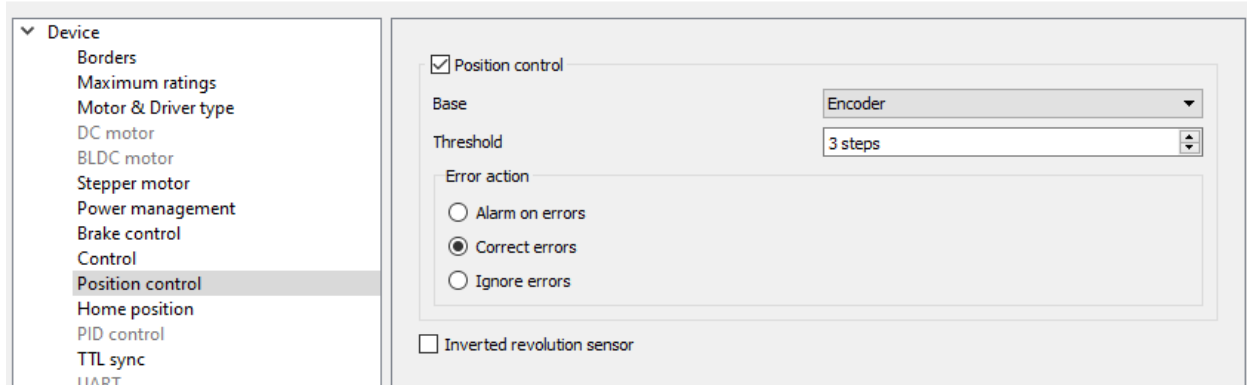 Device
Borders
Maximum ratings
Motor & Driver type
DC motor
BLDC motor
Stepper motor
Power management
Brake control
Control
Position control
Home position
PID control
TTL sync
UART
Position control
Base Encoder
Threshold 3 steps
Error action
Alarm on errors
Correct errors
Ignore errors
Inverted revolution sensor